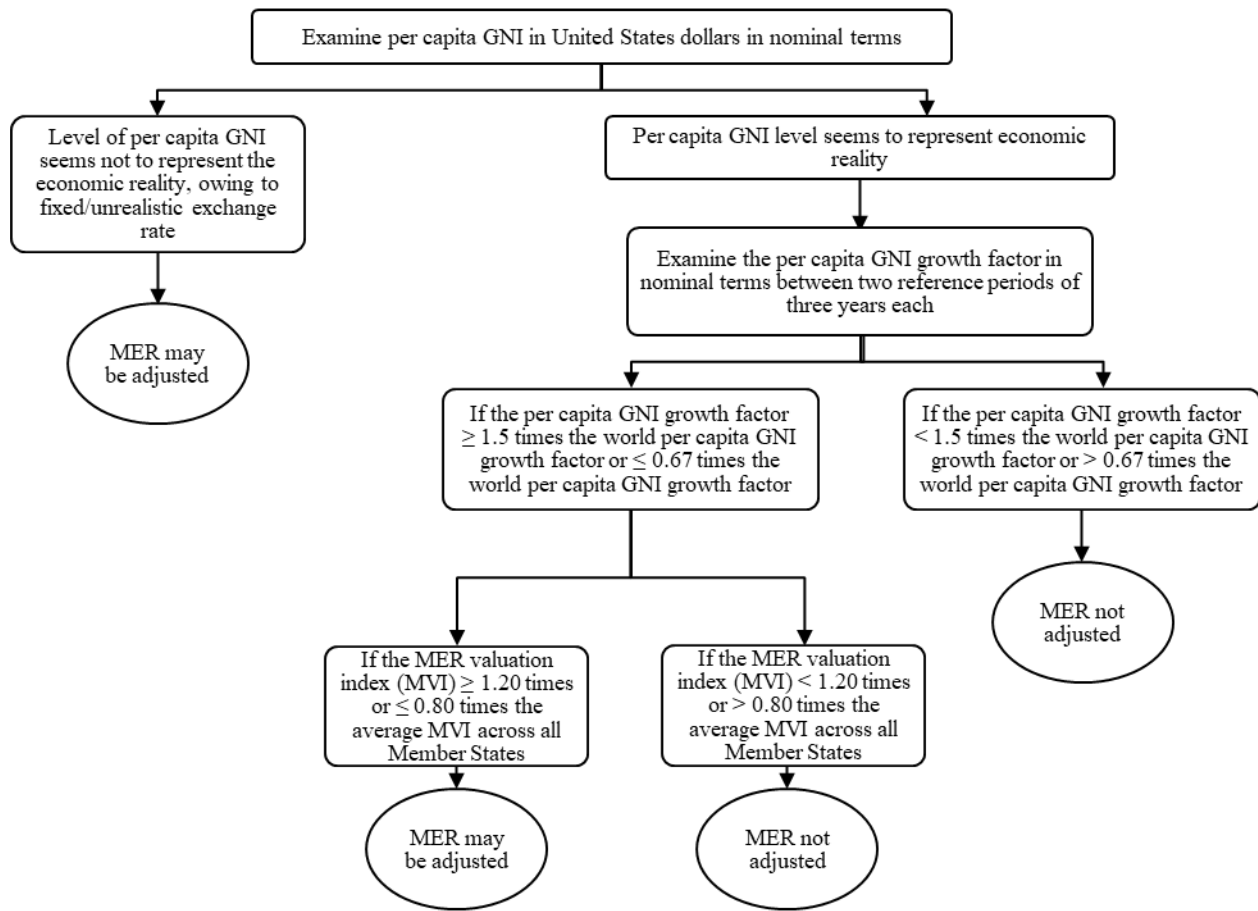 Examine per capita GNI in United States dollars in nominal terms
Level of per capita GNI
seems not to represent the
economic reality, owing to
fixed/unrealistic exchange
rate
Per capita GNI level seems to represent economic
reality
Examine the per capita GNI growth factor in
nominal terms between two reference periods of
three years each
MER may
be adjusted
If the per capita GNI growth factor
≥ 1.5 times the world per capita GNI
growth factor or ≤ 0.67 times the
world per capita GNI growth factor
If the per capita GNI growth factor
< 1.5 times the world per capita GNI
growth factor or > 0.67 times the
world per capita GNI growth factor
MER not
adjusted
If the MER valuation
index (MVI) ≥ 1.20 times
or ≤ 0.80 times the
average MVI across all
Member States
If the MER valuation
index (MVI) < 1.20 times
or > 0.80 times the
average MVI across all
Member States
MER may
be adjusted
MER not
adjusted